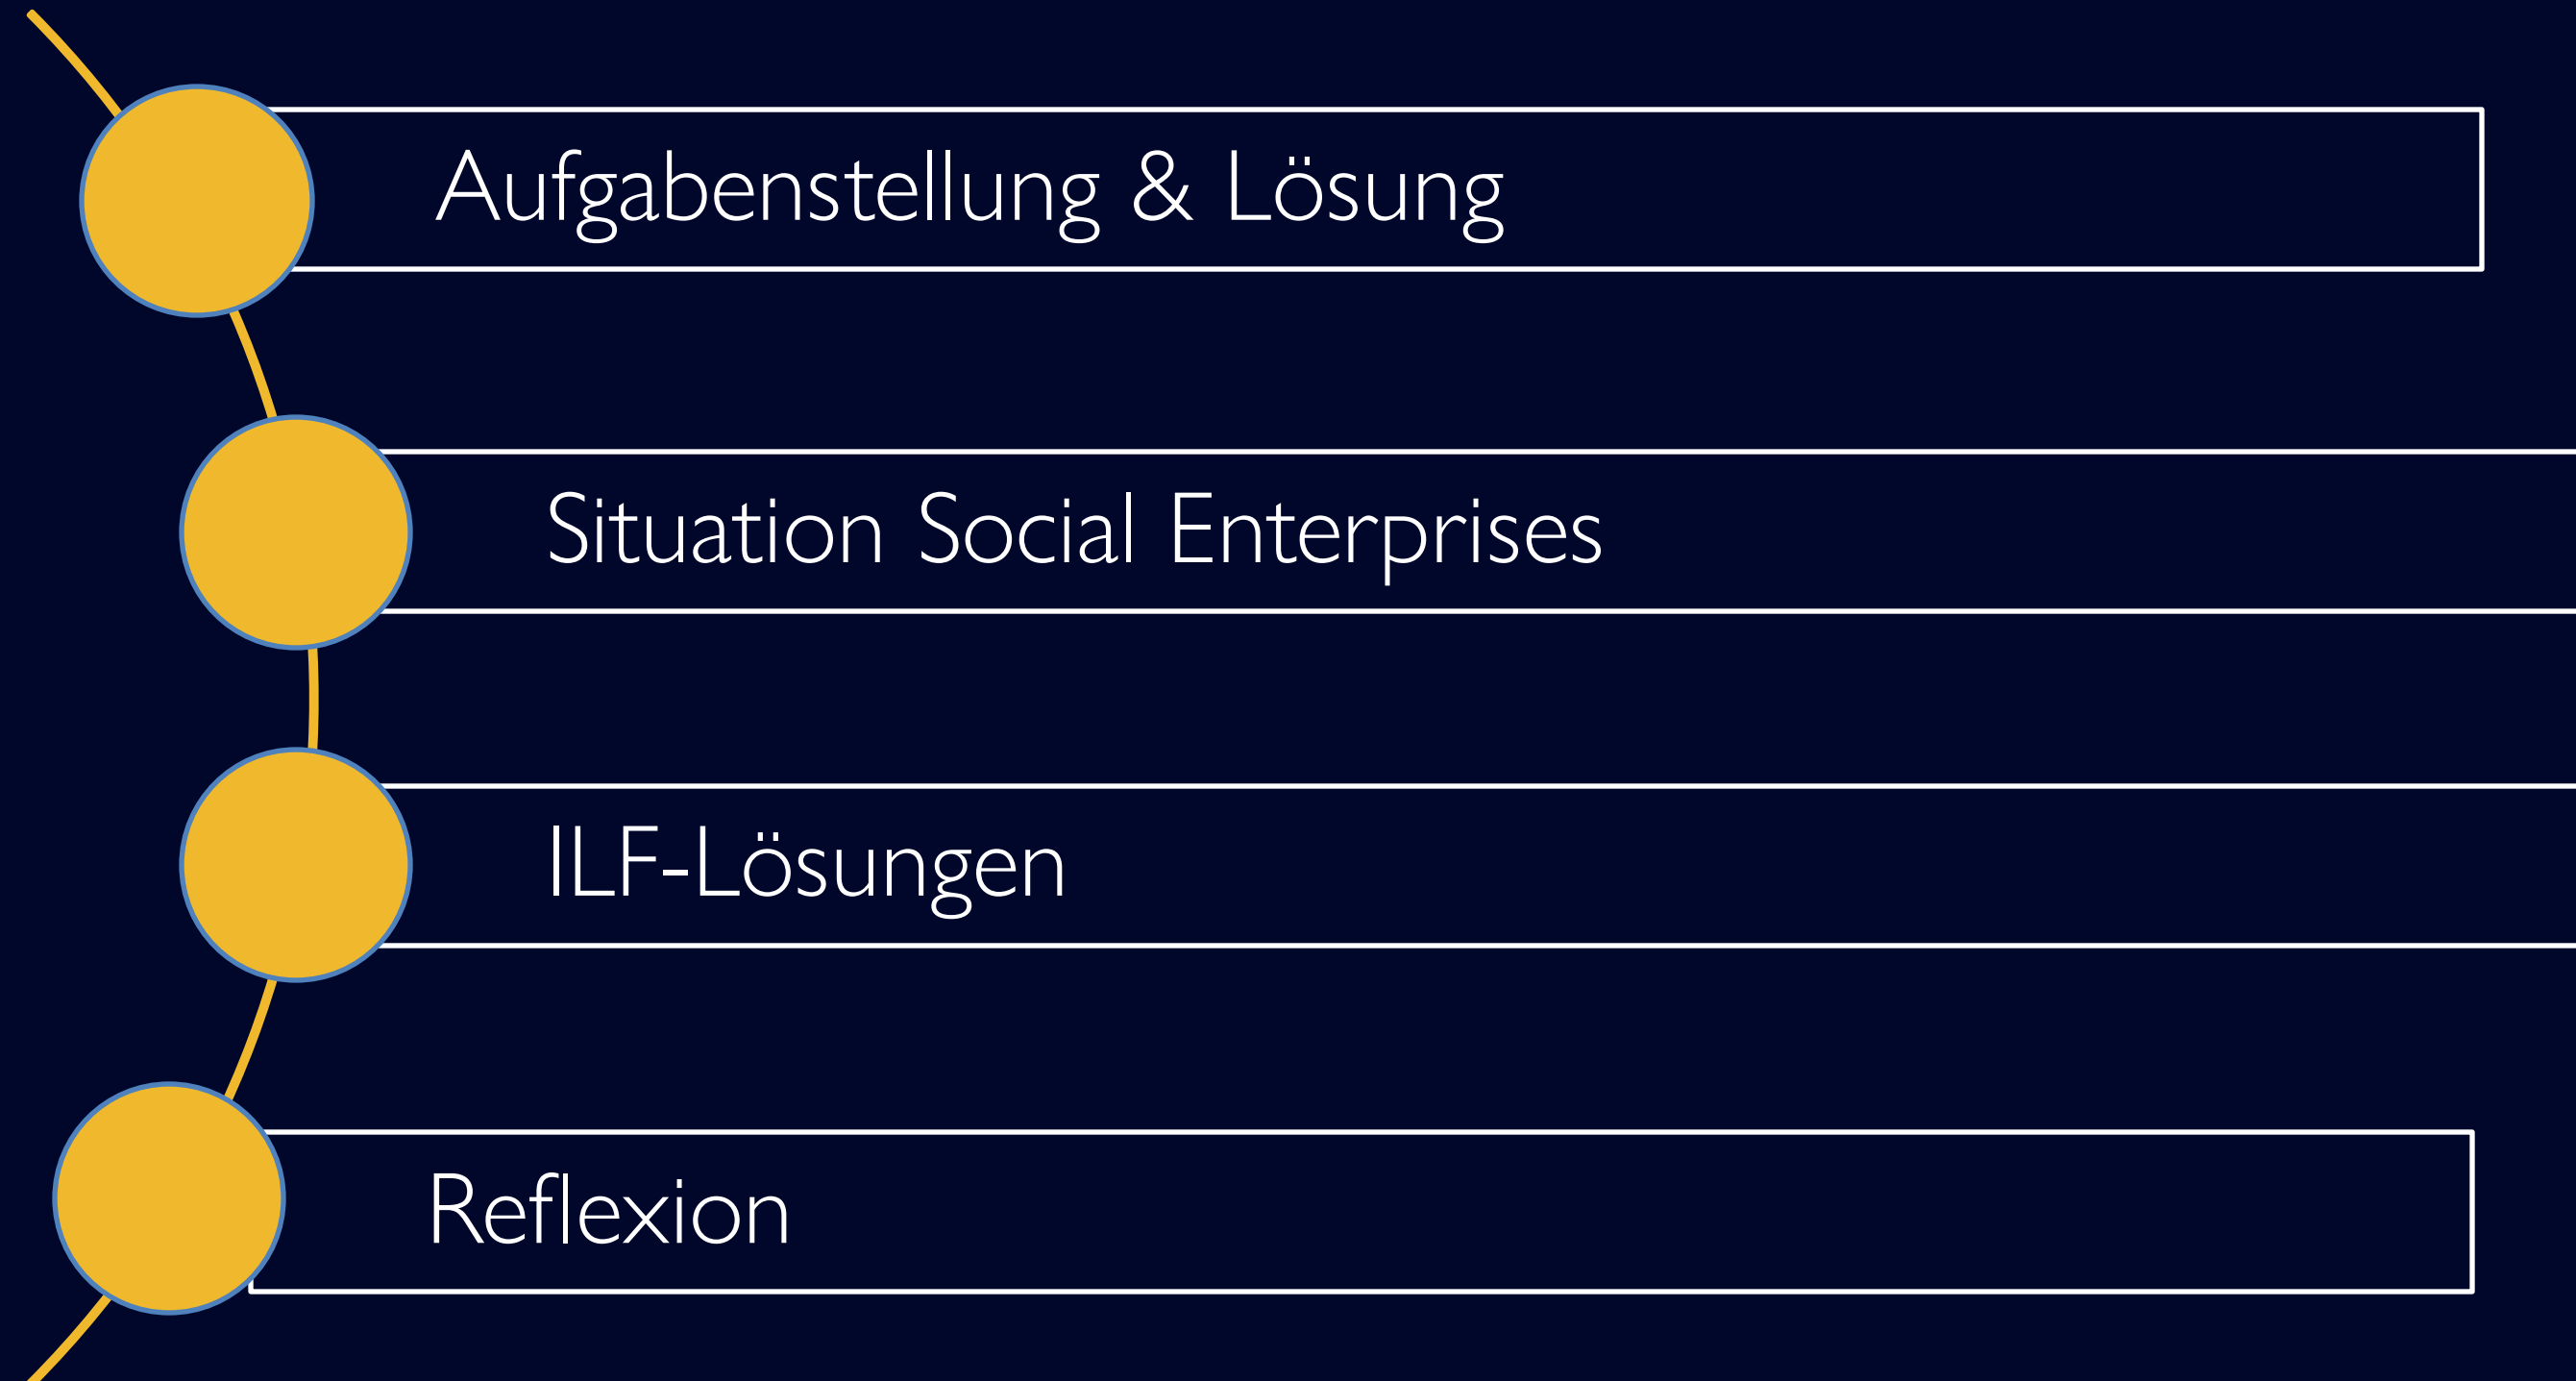 Aufgabenstellung & Lösung
Situation Social Enterprises
ILF-Lösungen
Reflexion